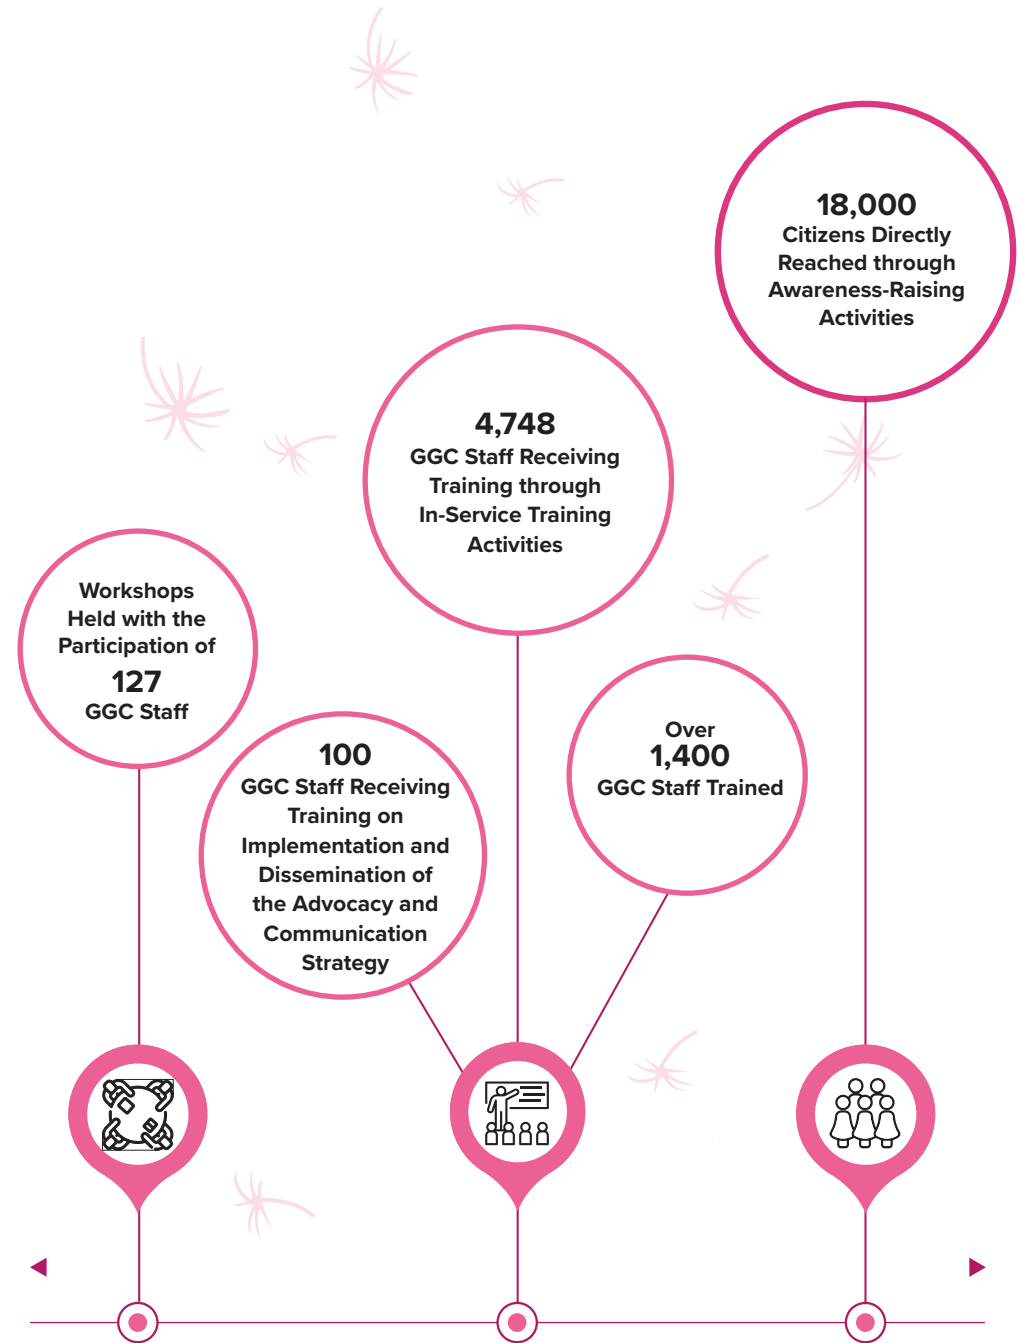 18,000
Citizens Directly
Reached through
Awareness-Raising
Activities
4,748
GGC Staff Receiving
Training through
In-Service Training
Activities
Workshops
Held with the
Participation of
127
GGC Staff
100
GGC Staff Receiving
Training on
Implementation and
Dissemination of
the Advocacy and
Communication
Strategy
Over
1,400
GGC Staff Trained